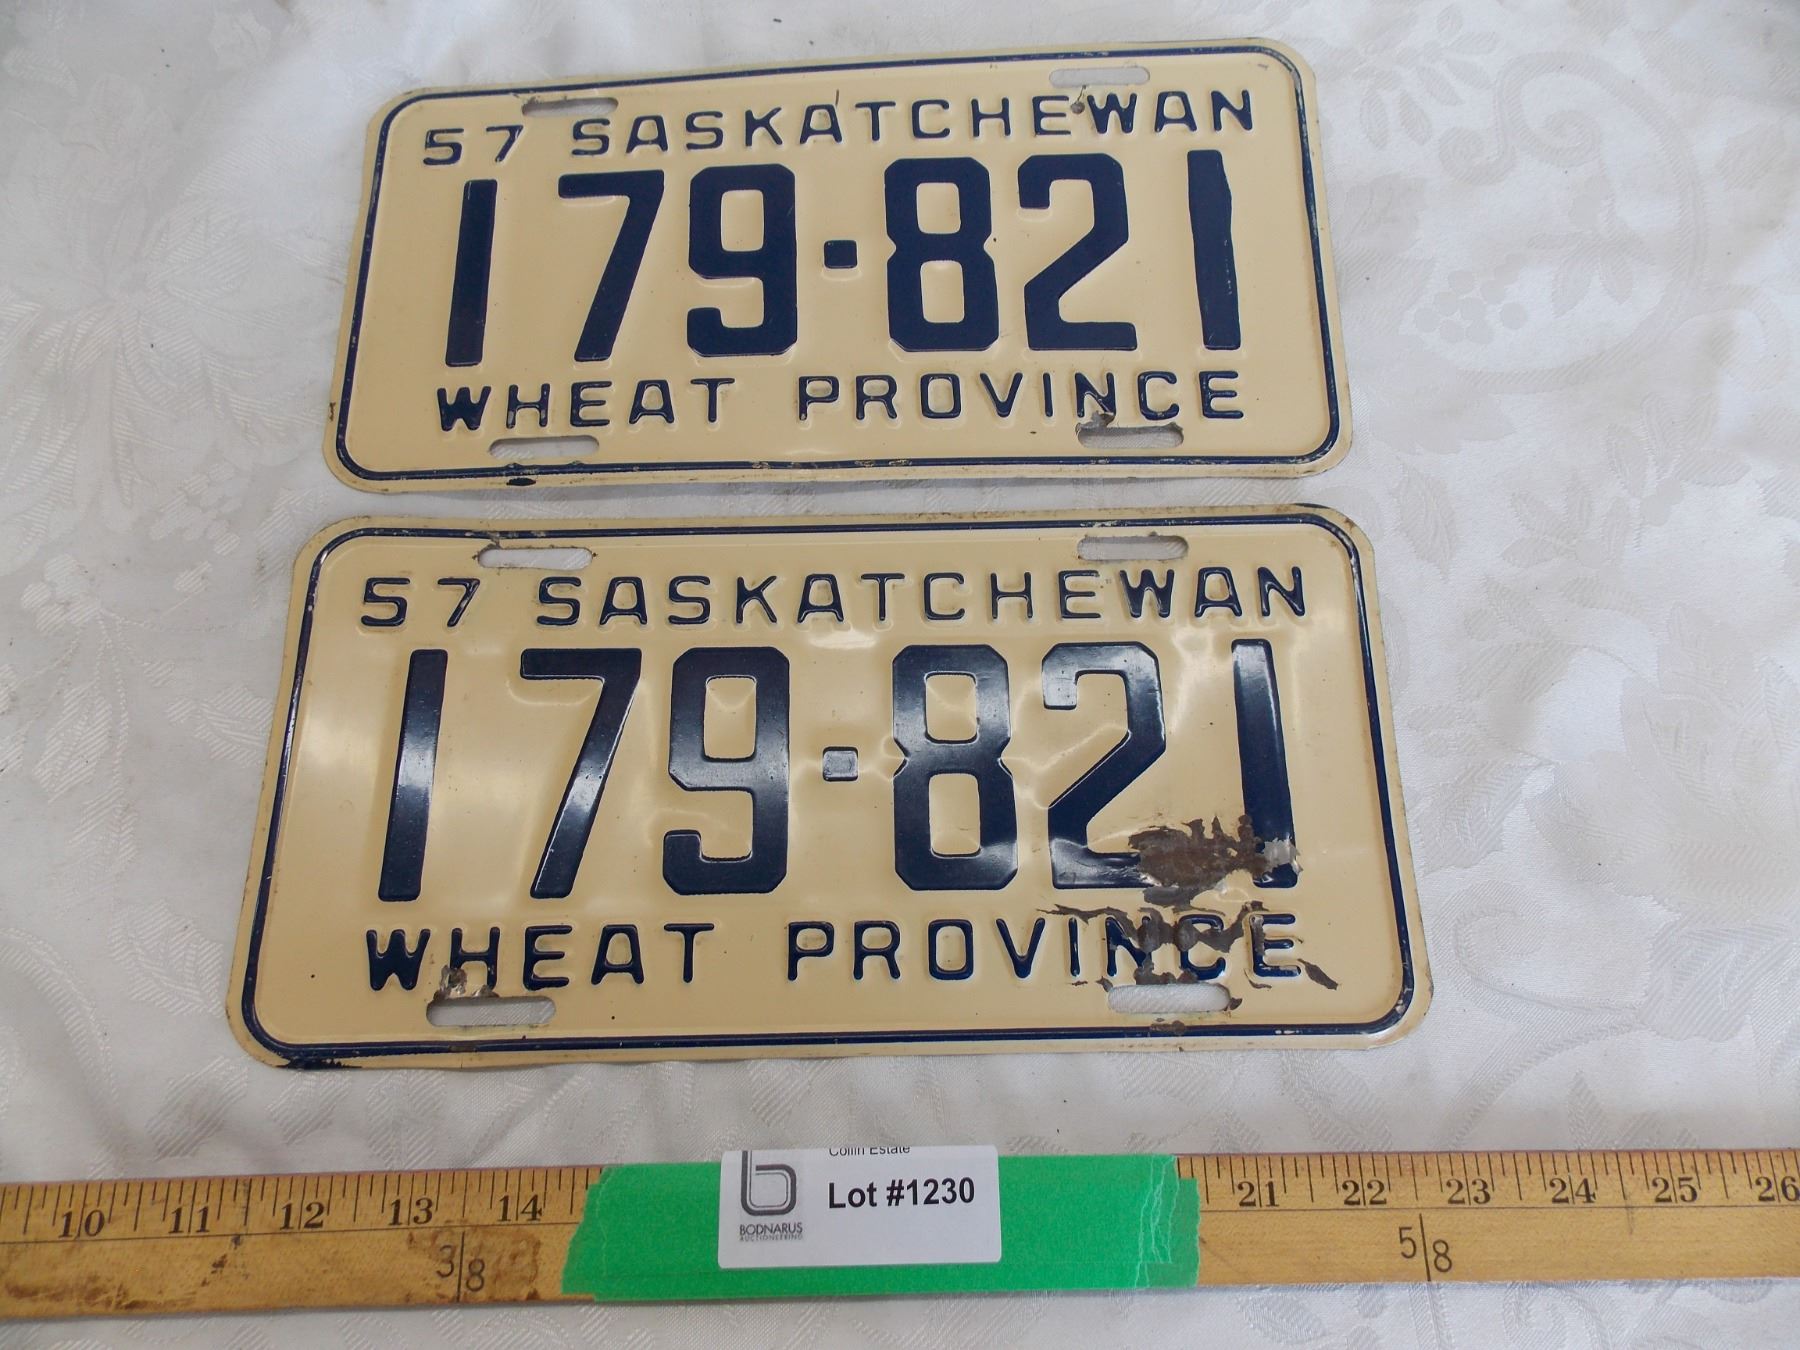 57 SASKATCHEWAN
179-821
WHEAT PROVINCE
57 SASKATCHEWAN
179-821
WHEAT PROVINCE
Collin Estate
Lot #1230
BODNARUS
AUCTIONEERING
10 11 12 13 14 21 22 23 24 25 26
3/8 5/8